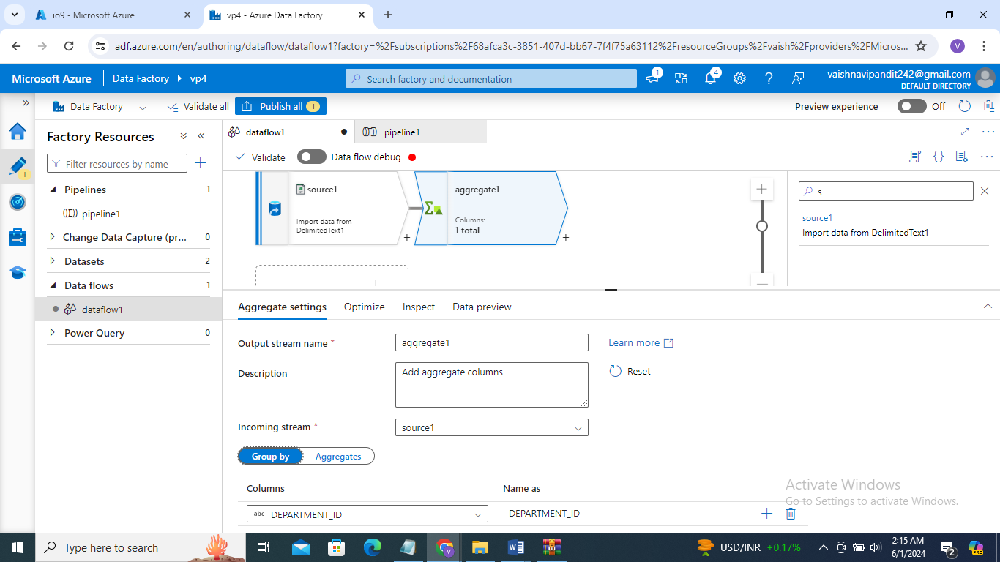 io9 - Microsoft Azure
vp4 - Azure Data Factory
adf.azure.com/en/authoring/dataflow/dataflow1?factory=%2Fsubscriptions%2F68afca3c-3851-407d-bb67-7f4f75a63112%2FresourceGroups%2Fvaish%2Fproviders%2FMicros...
V
Microsoft Azure
Data Factory
vp4
Search factory and documentation
1
4
vaishnavipandit242@gmail.com
DEFAULT DIRECTORY
Data Factory
Validate all
Publish all
1
Preview experience
Off
Factory Resources
dataflow1
pipeline1
Filter resources by name
Validate
Data flow debug
1
Pipelines 1
pipeline1
Change Data Capture (pr... 0
Datasets 2
Data flows 1
dataflow1
Power Query 0
source1
Import data from
DelimitedText1
aggregate1
Columns:
1 total
s
source1
Import data from DelimitedText1
Aggregate settings
Optimize
Inspect
Data preview
Output stream name *
aggregate1
Learn more
Description
Add aggregate columns
Reset
Incoming stream *
source1
Group by
Aggregates
Columns
Name as
abc DEPARTMENT_ID
DEPARTMENT_ID
Activate Windows
Go to Settings to activate Windows.
Type here to search
V
W
USD/INR +0.17%
2:15 AM
6/1/2024
2
PRE